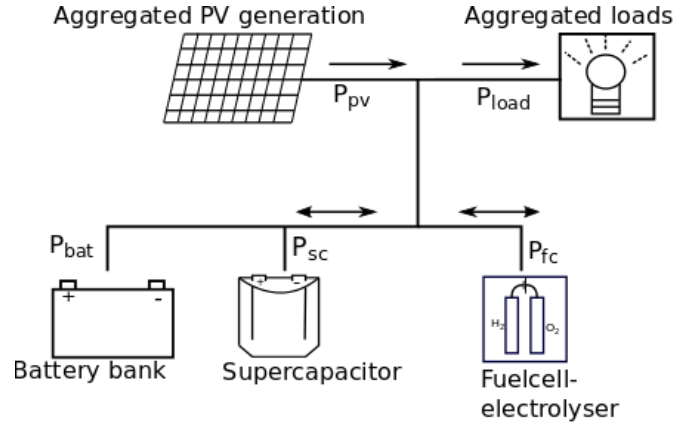 Aggregated PV generation
Aggregated loads
Ppv
Pload
Pbat
Psc
Pfc
+ -
+ -
H2
O2
Battery bank
Supercapacitor
Fuelcell-
electrolyser